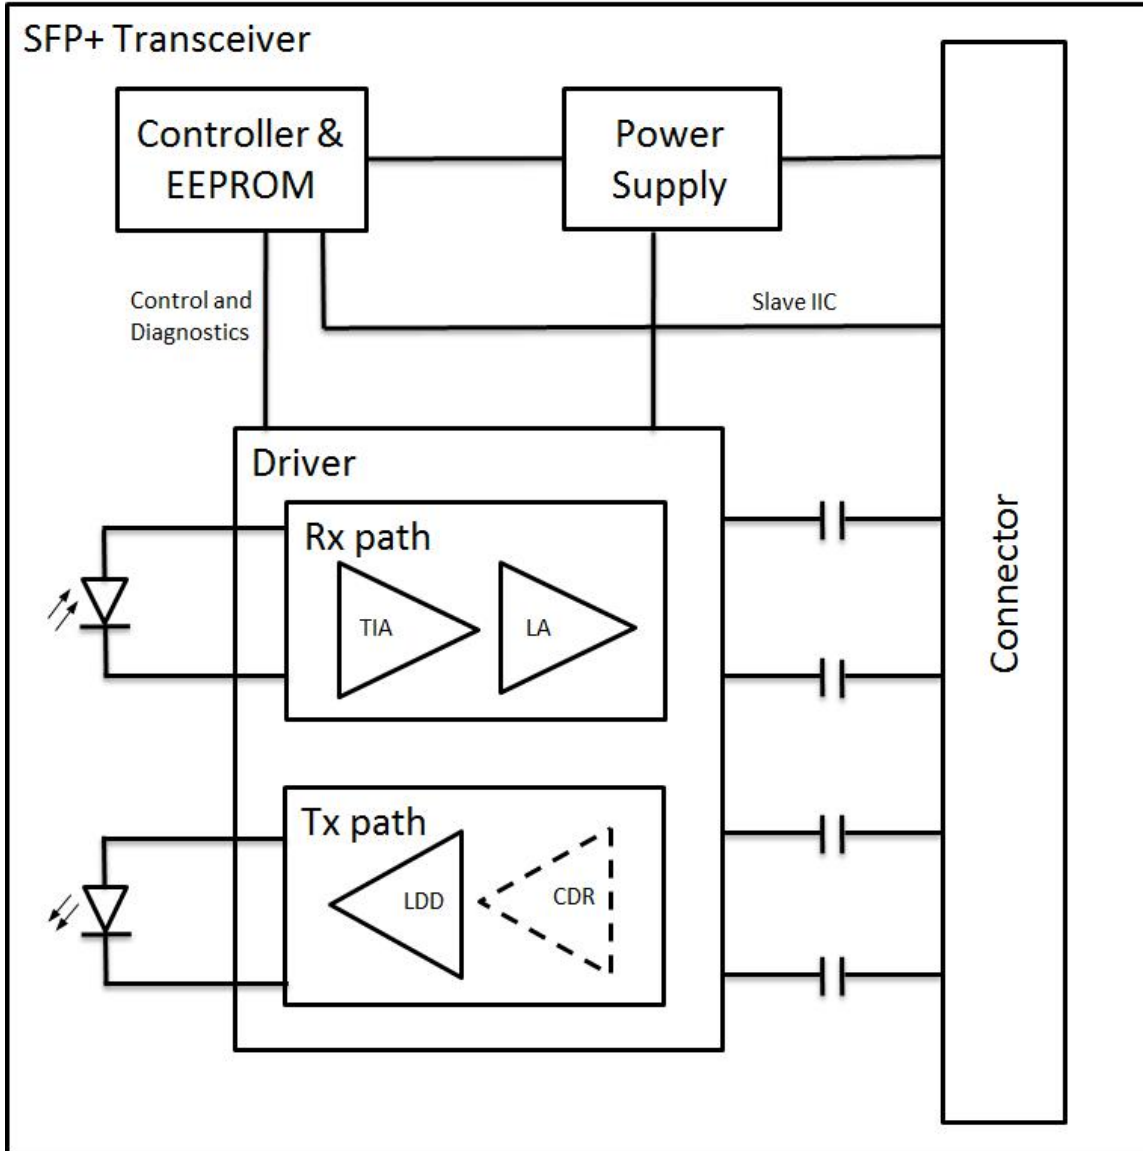 SFP+ Transceiver
Controller &
EEPROM
Power
Supply
Control and
Diagnostics
Slave IIC
Driver
Rx path
TIA
LA
Connector
Tx path
LDD
CDR